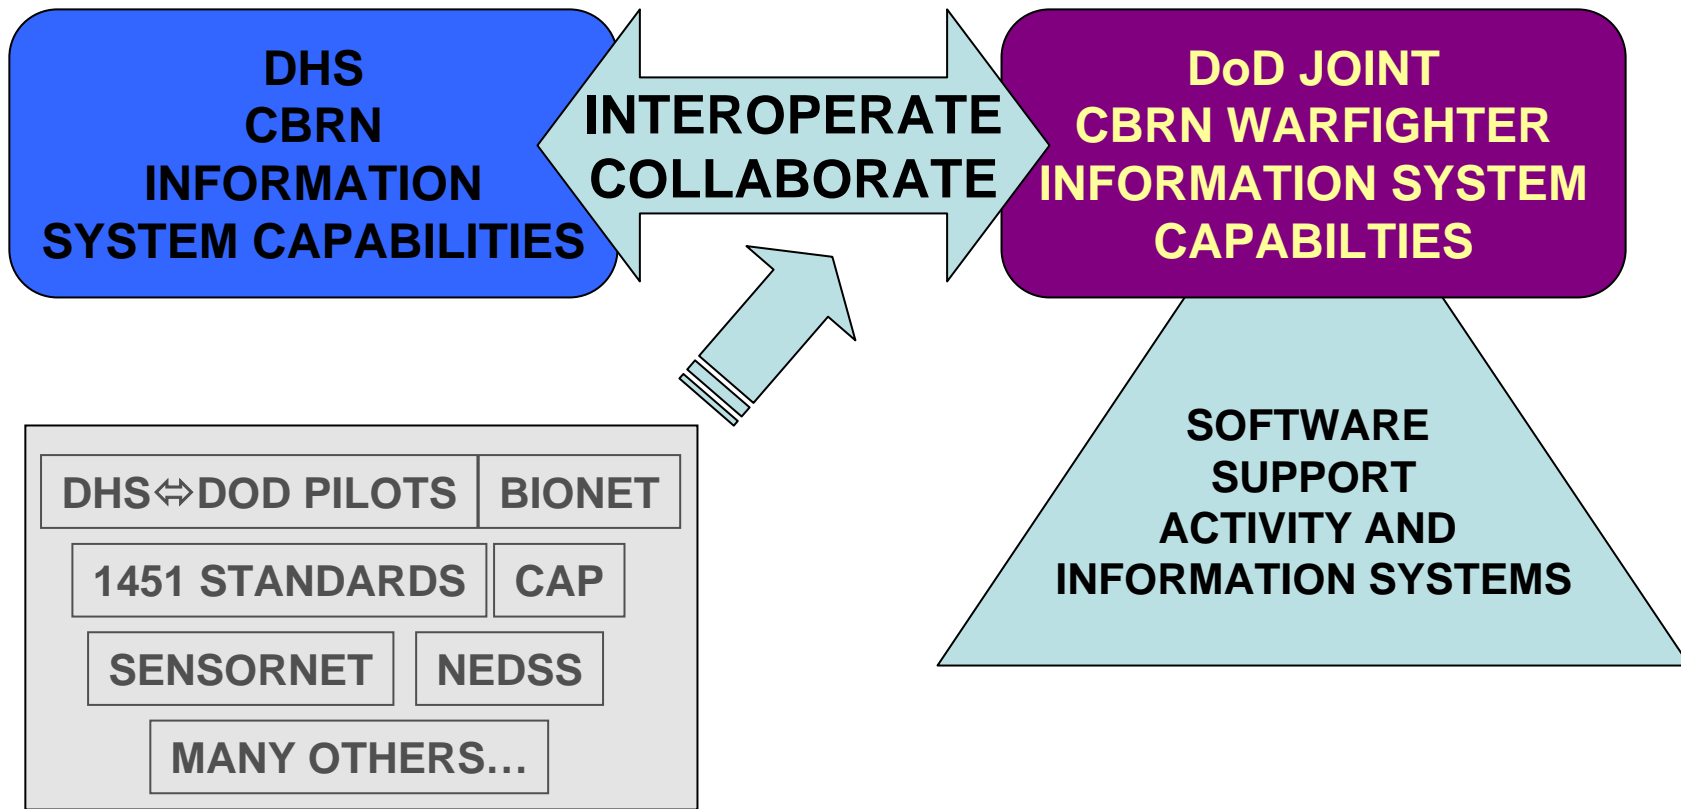 DHS
CBRN
INFORMATION
SYSTEM CAPABILITIES
INTEROPERATE
COLLABORATE
DoD JOINT
CBRN WARFIGHTER
INFORMATION SYSTEM
CAPABILTIES
SOFTWARE
SUPPORT
ACTIVITY AND
INFORMATION SYSTEMS
DHS⇔DOD PILOTS
BIONET
1451 STANDARDS
CAP
SENSORNET
NEDSS
MANY OTHERS…